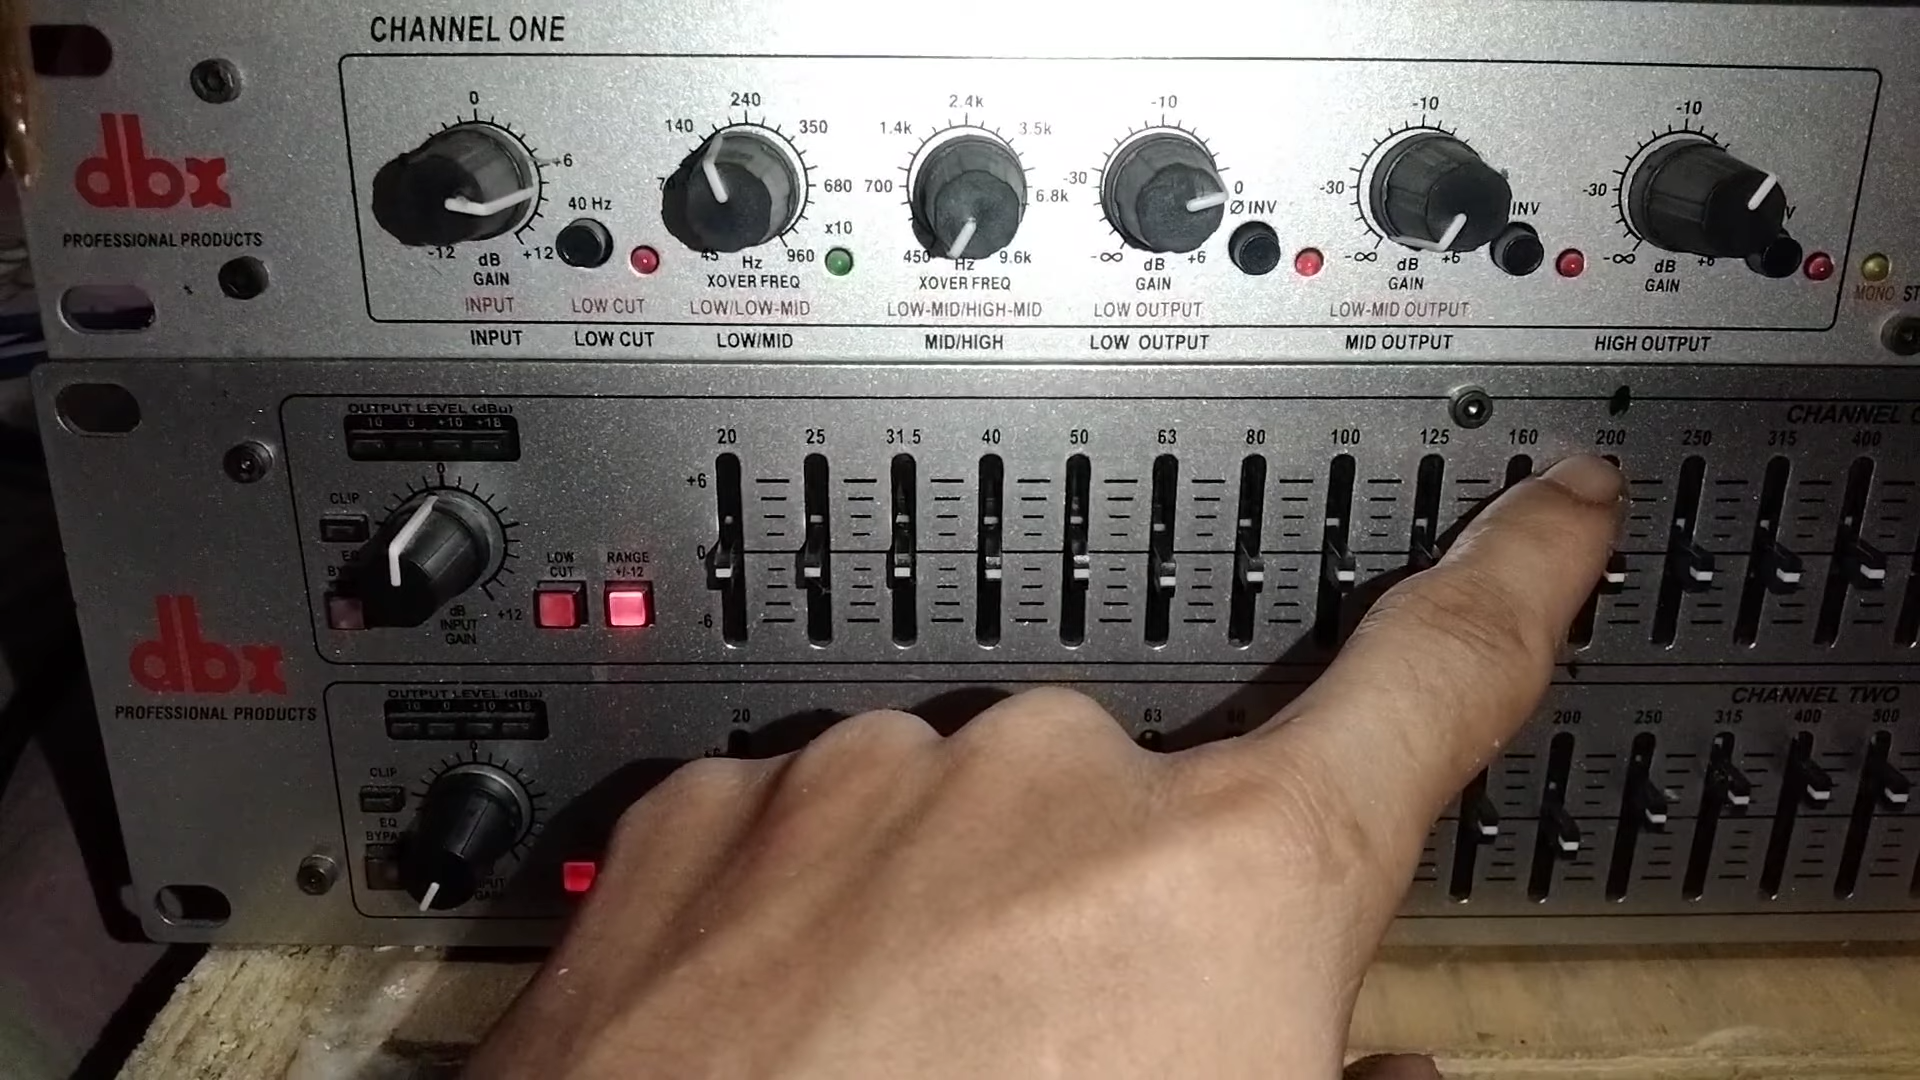 CHANNEL ONE
0
+6
-12
+12
dB
GAIN
INPUT
INPUT
40 Hz
LOW CUT
LOW CUT
240
140
350
680
45
960
x10
Hz
XOVER FREQ
LOW/LOW-MID
LOW/MID
2.4k
1.4k
3.5k
700
6.8k
450
9.6k
Hz
XOVER FREQ
LOW-MID/HIGH-MID
MID/HIGH
-10
-30
0
Ø INV
-∞
+6
dB
GAIN
LOW OUTPUT
LOW OUTPUT
-10
-30
INV
-∞
+6
dB
GAIN
LOW-MID OUTPUT
MID OUTPUT
-10
-30
-∞
+6
dB
GAIN
HIGH OUTPUT
MONO ST
dbx
PROFESSIONAL PRODUCTS
OUTPUT LEVEL (dBu)
-10 0 +10 +18
CLIP
0
+12
dB
INPUT
GAIN
LOW
CUT
RANGE
+/-12
20 25 31.5 40 50 63 80 100 125 160 200 250 315 400
+6
0
-6
dbx
PROFESSIONAL PRODUCTS
OUTPUT LEVEL (dBu)
-10 0 +10 +18
CLIP
EQ
0
CHANNEL TWO
20 63 80 200 250 315 400 500
+6